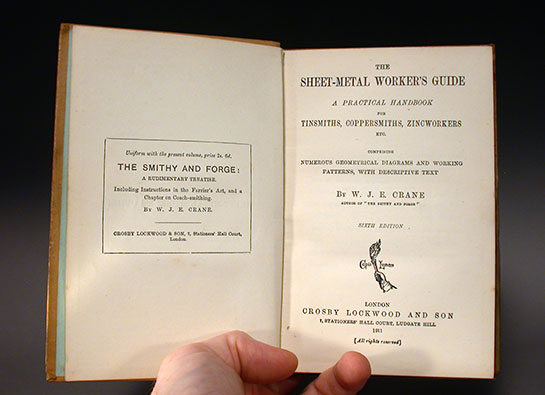 Uniform with the present volume, price 2s. 6d.
THE SMITHY AND FORGE:
A RUDIMENTARY TREATISE.
Including Instructions in the Farrier's Art, and a
Chapter on Coach-smithing.
BY W. J. E. CRANE.
CROSBY LOCKWOOD & SON, 7, Stationers' Hall Court,
London.
THE
SHEET-METAL WORKER'S GUIDE
A PRACTICAL HANDBOOK
FOR
TINSMITHS, COPPERSMITHS, ZINCWORKERS
ETC.
COMPRISING
NUMEROUS GEOMETRICAL DIAGRAMS AND WORKING
PATTERNS, WITH DESCRIPTIVE TEXT
BY W. J. E. CRANE
AUTHOR OF "THE SMITHY AND FORGE"
SIXTH EDITION
LONDON
CROSBY LOCKWOOD AND SON
7, STATIONERS' HALL COURT, LUDGATE HILL
1911
[All rights reserved]